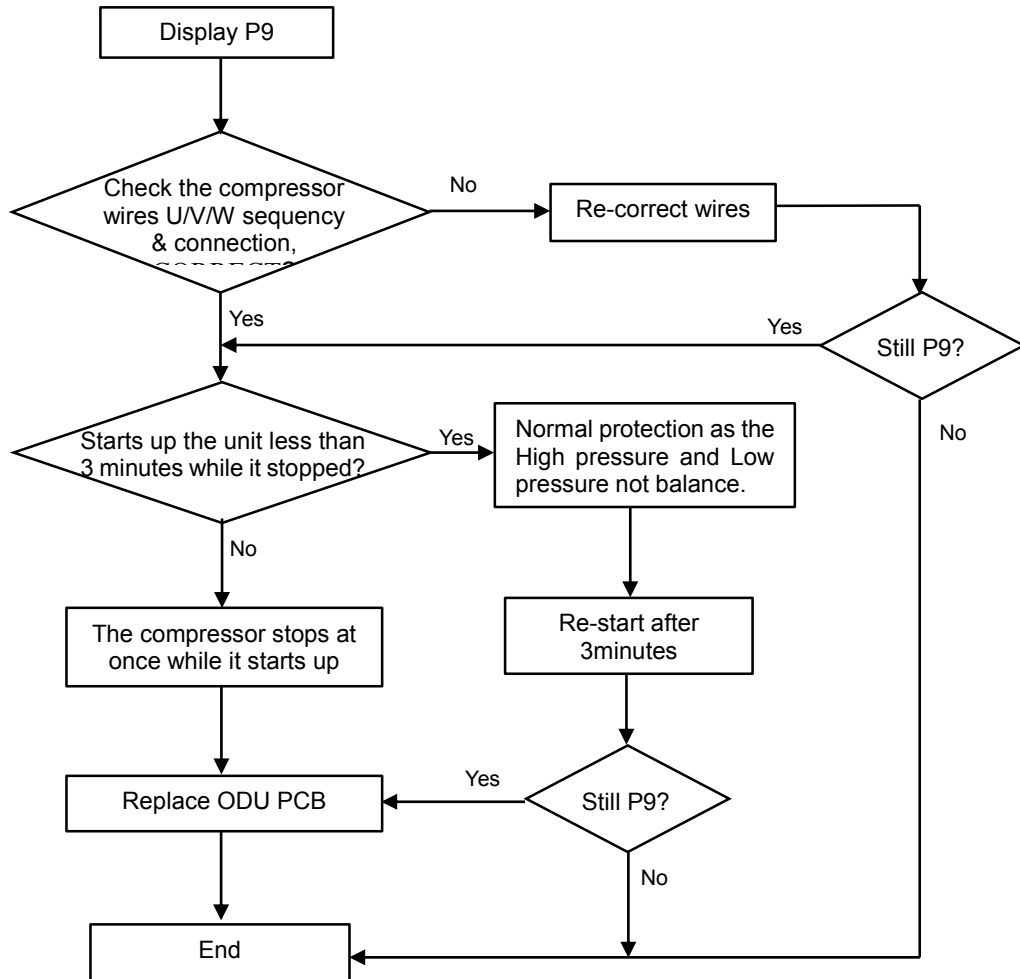 Display P9
Check the compressor
wires U/V/W sequency
& connection,
No
Re-correct wires
Yes
Yes
Still P9?
No
Starts up the unit less than
3 minutes while it stopped?
Yes
Normal protection as the
High pressure and Low
pressure not balance.
No
The compressor stops at
once while it starts up
Re-start after
3minutes
Replace ODU PCB
Yes
Still P9?
No
End